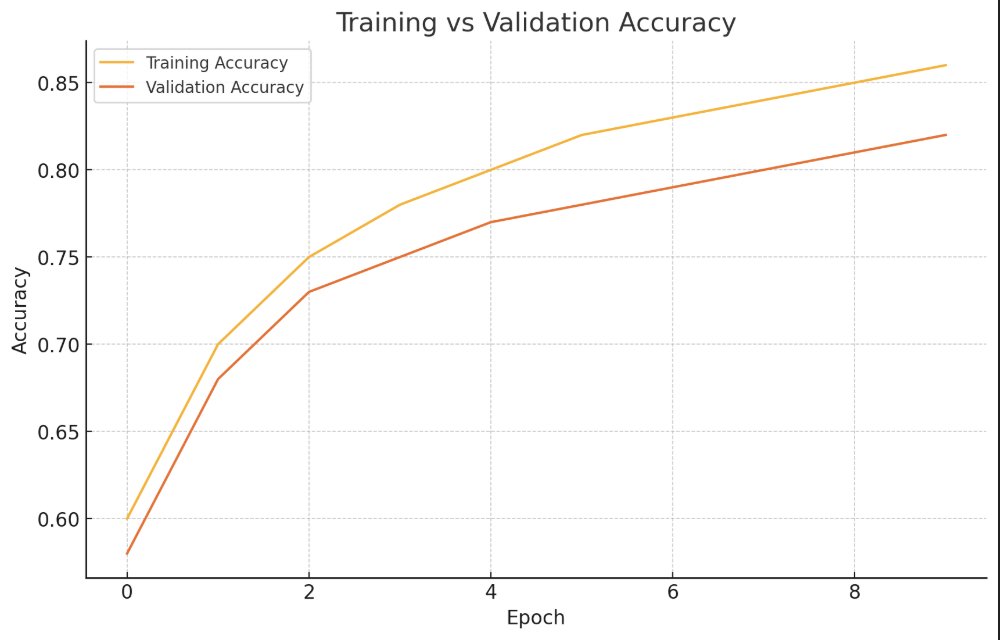 Training vs Validation Accuracy
Training Accuracy
Validation Accuracy
0.85
0.80
0.75
0.70
0.65
0.60
Accuracy
0 2 4 6 8
Epoch